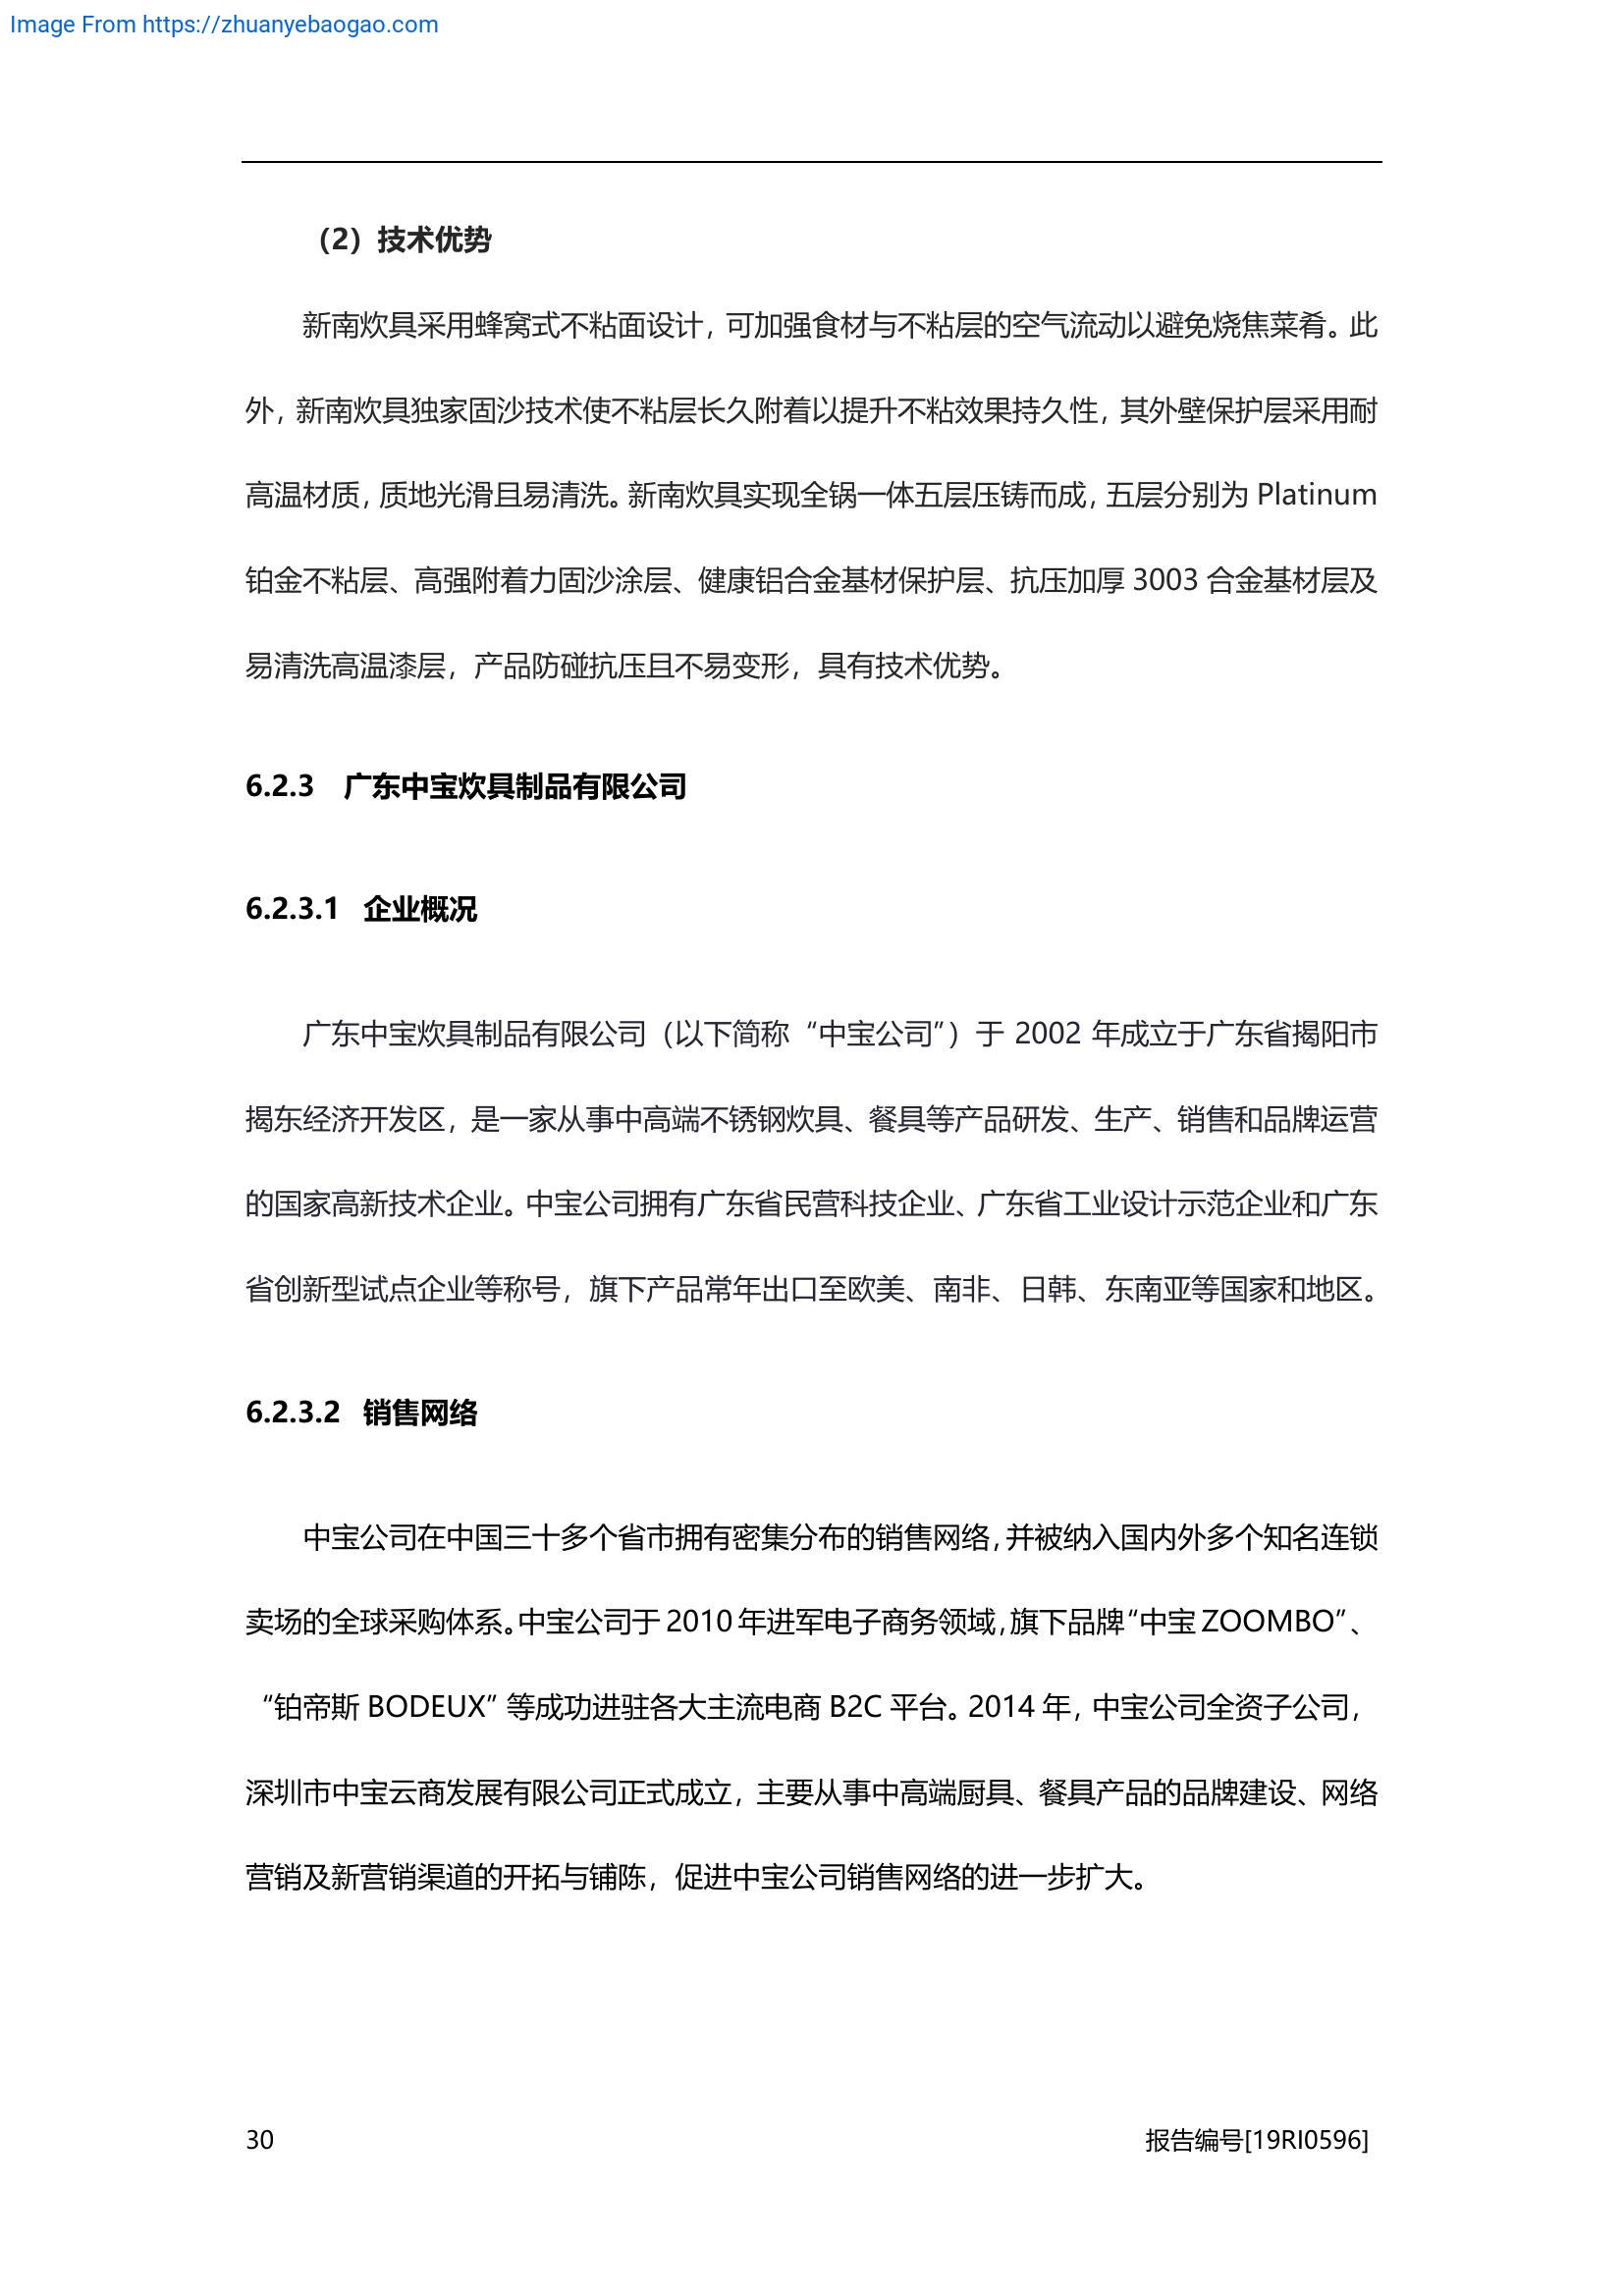 Image From https://zhuanyebaogao.com
（2）技术优势
新南炊具采用蜂窝式不粘面设计，可加强食材与不粘层的空气流动以避免烧焦菜肴。此
外，新南炊具独家固沙技术使不粘层长久附着以提升不粘效果持久性，其外壁保护层采用耐
高温材质，质地光滑且易清洗。新南炊具实现全锅一体五层压铸而成，五层分别为 Platinum
铂金不粘层、高强附着力固沙涂层、健康铝合金基材保护层、抗压加厚 3003 合金基材层及
易清洗高温漆层，产品防碰抗压且不易变形，具有技术优势。
6.2.3 广东中宝炊具制品有限公司
6.2.3.1 企业概况
广东中宝炊具制品有限公司（以下简称“中宝公司”）于 2002 年成立于广东省揭阳市
揭东经济开发区，是一家从事中高端不锈钢炊具、餐具等产品研发、生产、销售和品牌运营
的国家高新技术企业。中宝公司拥有广东省民营科技企业、广东省工业设计示范企业和广东
省创新型试点企业等称号，旗下产品常年出口至欧美、南非、日韩、东南亚等国家和地区。
6.2.3.2 销售网络
中宝公司在中国三十多个省市拥有密集分布的销售网络，并被纳入国内外多个知名连锁
卖场的全球采购体系。中宝公司于 2010 年进军电子商务领域，旗下品牌“中宝 ZOOMBO”、
“铂帝斯 BODEUX”等成功进驻各大主流电商 B2C 平台。2014 年，中宝公司全资子公司，
深圳市中宝云商发展有限公司正式成立，主要从事中高端厨具、餐具产品的品牌建设、网络
营销及新营销渠道的开拓与铺陈，促进中宝公司销售网络的进一步扩大。
30 报告编号[19RI0596]